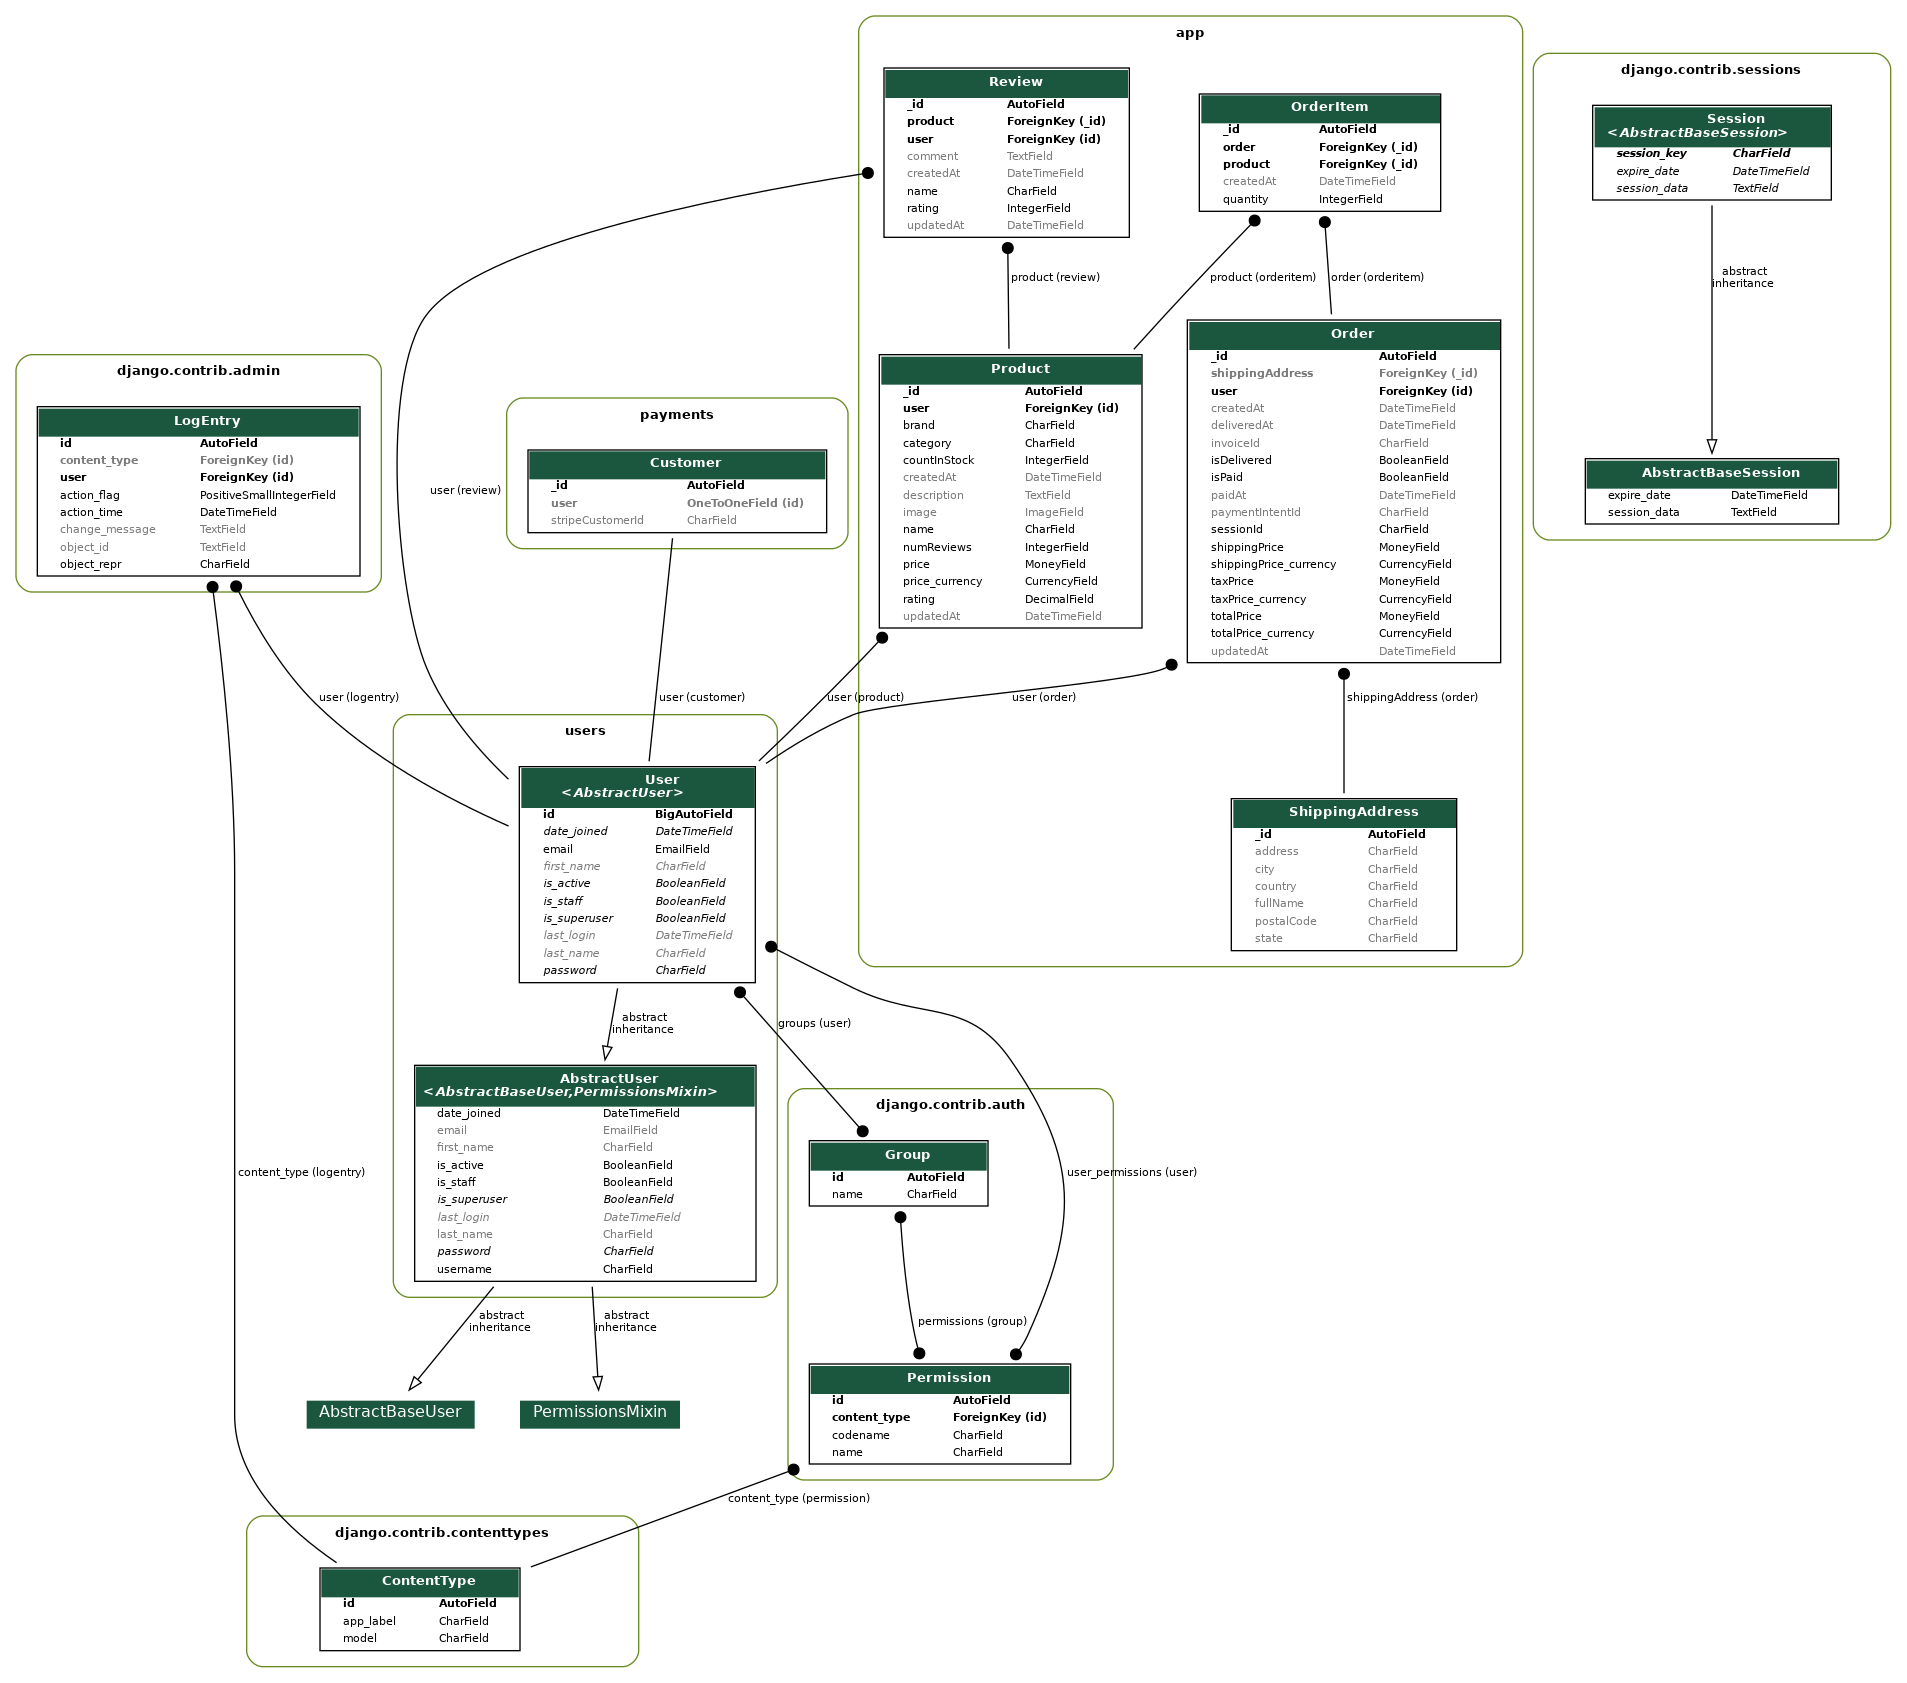 app
Review
_id AutoField
product ForeignKey (_id)
user ForeignKey (id)
comment TextField
createdAt DateTimeField
name CharField
rating IntegerField
updatedAt DateTimeField
OrderItem
_id AutoField
order ForeignKey (_id)
product ForeignKey (_id)
createdAt DateTimeField
quantity IntegerField
product (review)
product (orderitem)
order (orderitem)
Product
_id AutoField
user ForeignKey (id)
brand CharField
category CharField
countInStock IntegerField
createdAt DateTimeField
description TextField
image ImageField
name CharField
numReviews IntegerField
price MoneyField
price_currency CurrencyField
rating DecimalField
updatedAt DateTimeField
Order
_id AutoField
shippingAddress ForeignKey (_id)
user ForeignKey (id)
createdAt DateTimeField
deliveredAt DateTimeField
invoiceId CharField
isDelivered BooleanField
isPaid BooleanField
paidAt DateTimeField
paymentIntentId CharField
sessionId CharField
shippingPrice MoneyField
shippingPrice_currency CurrencyField
taxPrice MoneyField
taxPrice_currency CurrencyField
totalPrice MoneyField
totalPrice_currency CurrencyField
updatedAt DateTimeField
user (product)
user (order)
shippingAddress (order)
ShippingAddress
_id AutoField
address CharField
city CharField
country CharField
fullName CharField
postalCode CharField
state CharField
django.contrib.sessions
Session
<AbstractBaseSession>
session_key CharField
expire_date DateTimeField
session_data TextField
abstract
inheritance
AbstractBaseSession
expire_date DateTimeField
session_data TextField
django.contrib.admin
LogEntry
id AutoField
content_type ForeignKey (id)
user ForeignKey (id)
action_flag PositiveSmallIntegerField
action_time DateTimeField
change_message TextField
object_id TextField
object_repr CharField
user (review)
payments
Customer
_id AutoField
user OneToOneField (id)
stripeCustomerId CharField
user (logentry)
user (customer)
users
User
<AbstractUser>
id BigAutoField
date_joined DateTimeField
email EmailField
first_name CharField
is_active BooleanField
is_staff BooleanField
is_superuser BooleanField
last_login DateTimeField
last_name CharField
password CharField
abstract
inheritance
groups (user)
AbstractUser
<AbstractBaseUser,PermissionsMixin>
date_joined DateTimeField
email EmailField
first_name CharField
is_active BooleanField
is_staff BooleanField
is_superuser BooleanField
last_login DateTimeField
last_name CharField
password CharField
username CharField
abstract
inheritance
abstract
inheritance
AbstractBaseUser
PermissionsMixin
content_type (logentry)
django.contrib.auth
Group
id AutoField
name CharField
user_permissions (user)
permissions (group)
Permission
id AutoField
content_type ForeignKey (id)
codename CharField
name CharField
content_type (permission)
django.contrib.contenttypes
ContentType
id AutoField
app_label CharField
model CharField